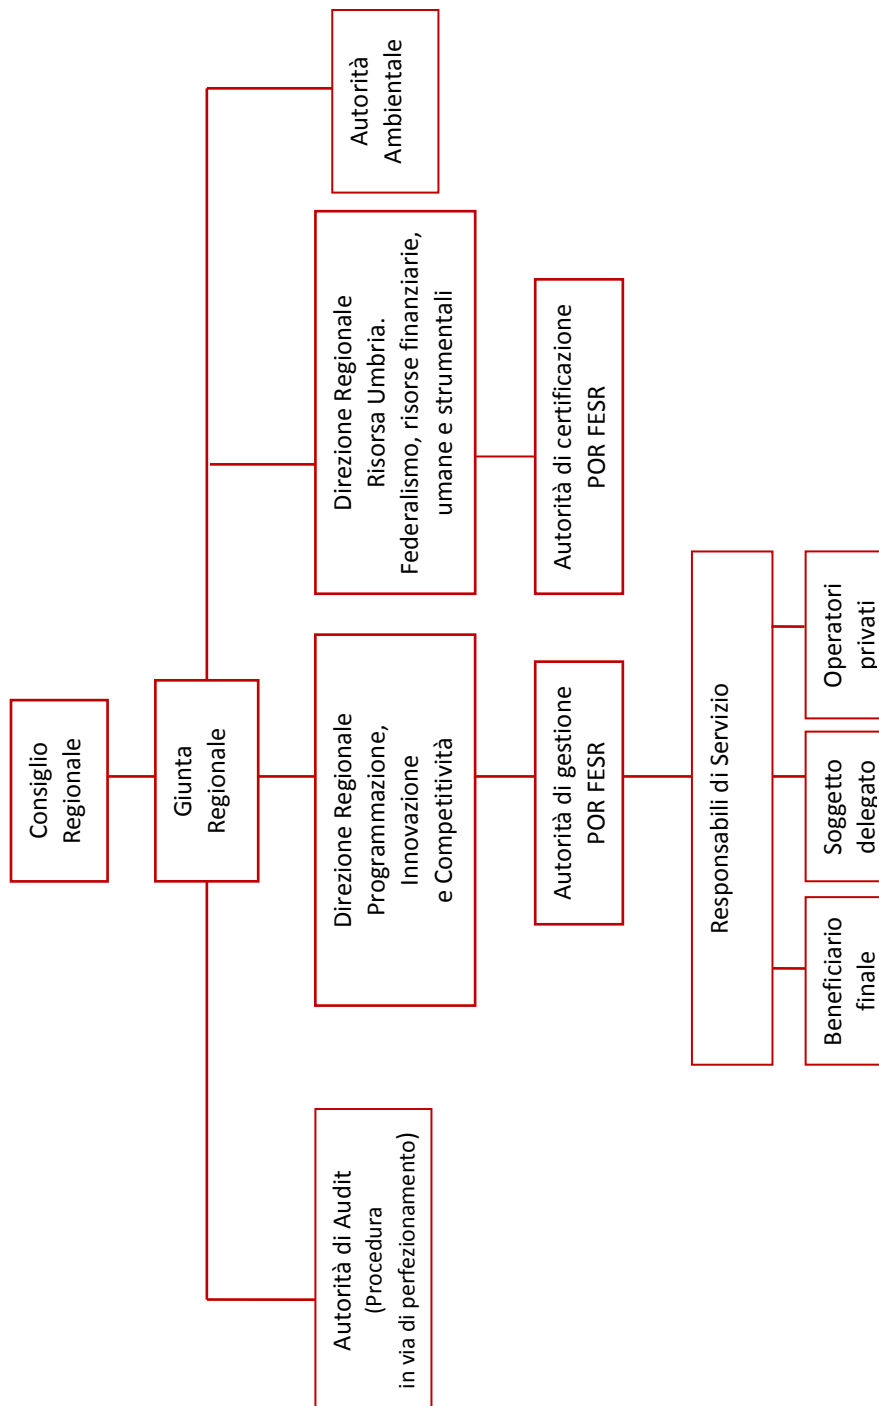 Consiglio
Regionale
Giunta
Regionale
Autorità di Audit
(Procedura
in via di perfezionamento)
Direzione Regionale
Programmazione,
Innovazione
e Competitività
Direzione Regionale
Risorsa Umbria.
Federalismo, risorse finanziarie,
umane e strumentali
Autorità
Ambientale
Autorità di gestione
POR FESR
Autorità di certificazione
POR FESR
Responsabili di Servizio
Beneficiario
finale
Soggetto
delegato
Operatori
privati